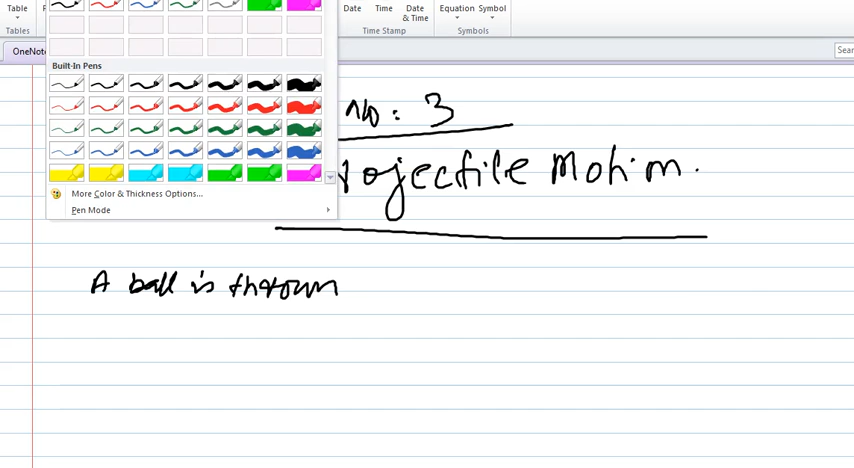 Table
Date Time Date & Time
Equation Symbol
Tables
Time Stamp
Symbols
OneNote
Sear
Built-In Pens
More Color & Thickness Options...
Pen Mode
No: 3
rojectile Motion.
A ball is thrown